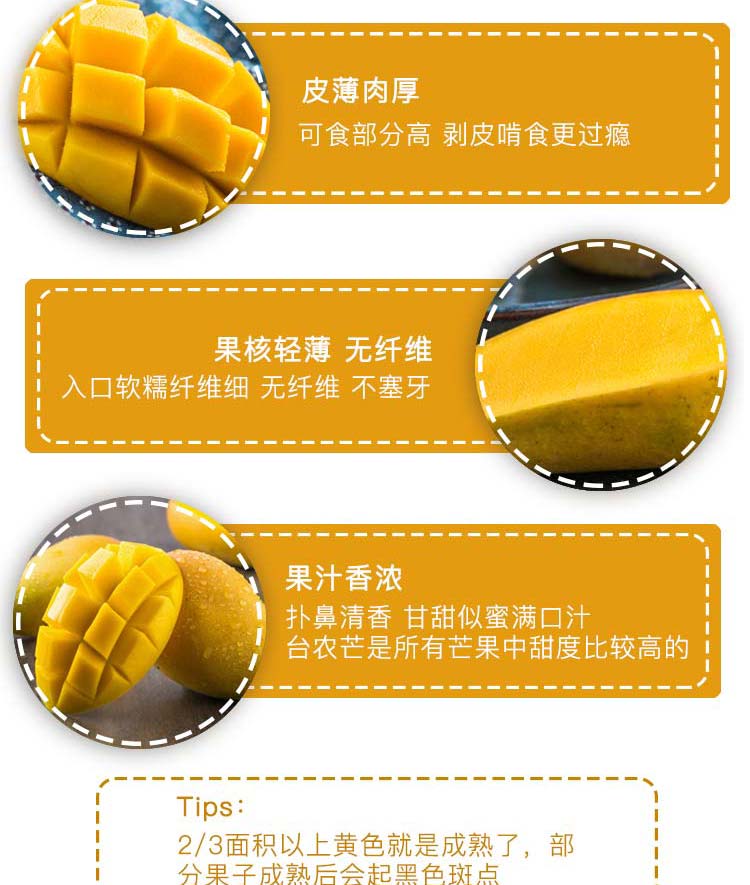 皮薄肉厚
可食部分高 剥皮啃食更过瘾
果核轻薄 无纤维
入口软糯纤维细 无纤维 不塞牙
果汁香浓
扑鼻清香 甘甜似蜜满口汁
台农芒是所有芒果中甜度比较高的
Tips:
2/3面积以上黄色就是成熟了，部
分果子成熟后会起黑色斑点